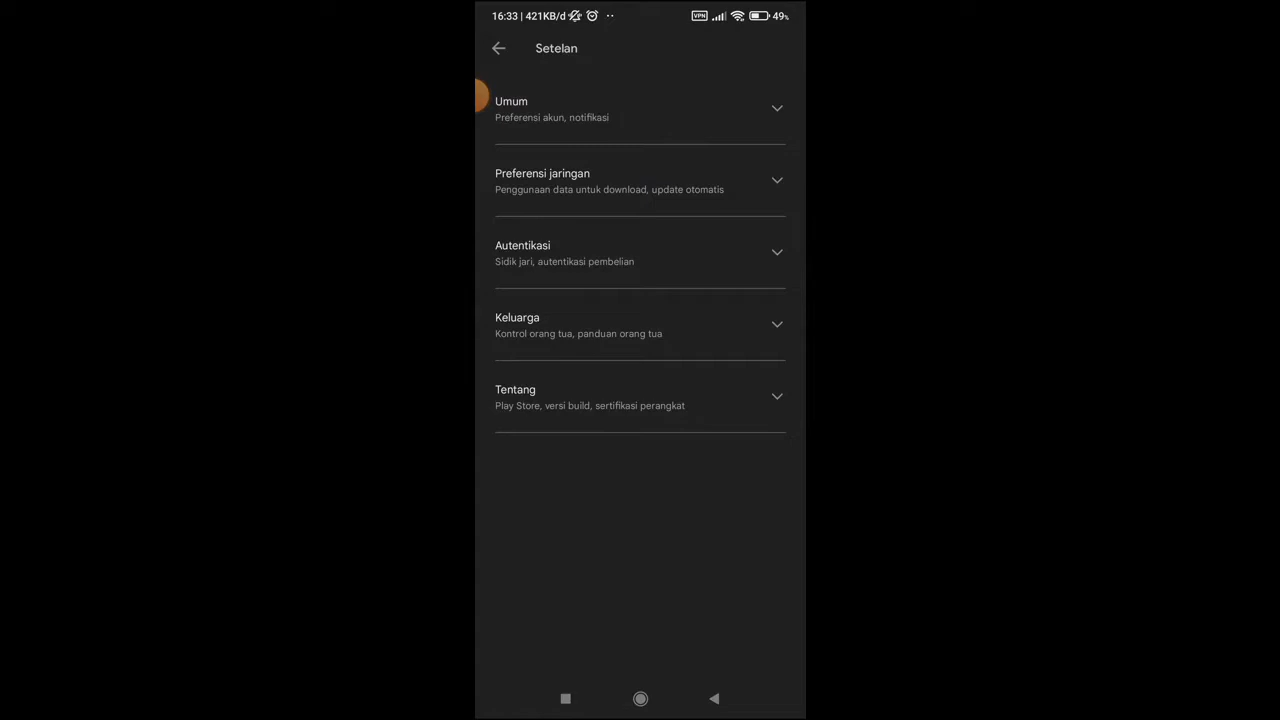 16:33 | 421KB/d VPN 49%
Setelan
Umum
Preferensi akun, notifikasi
Preferensi jaringan
Penggunaan data untuk download, update otomatis
Autentikasi
Sidik jari, autentikasi pembelian
Keluarga
Kontrol orang tua, panduan orang tua
Tentang
Play Store, versi build, sertifikasi perangkat